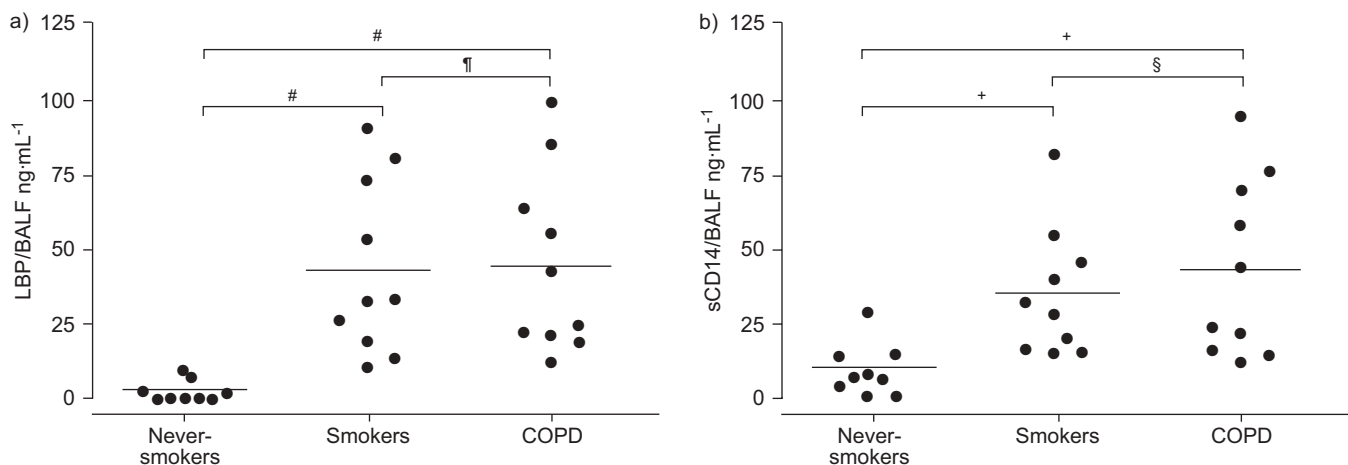 a)
125
100
75
50
25
0
LBP/BALF ng·mL⁻¹
#
¶
#
Never-
smokers
Smokers
COPD
b)
125
100
75
50
25
0
sCD14/BALF ng·mL⁻¹
+
§
+
Never-
smokers
Smokers
COPD